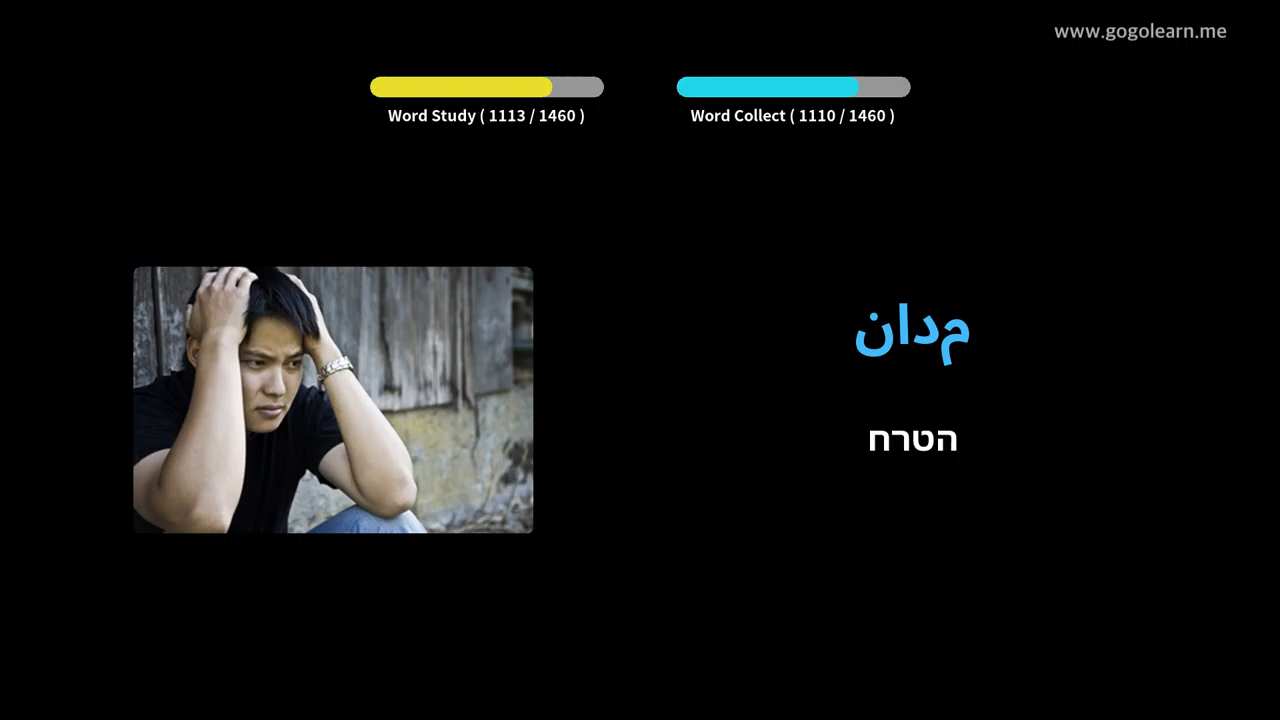 www.gogolearn.me
Word Study ( 1113 / 1460 )
Word Collect ( 1110 / 1460 )
مدان
הטרח